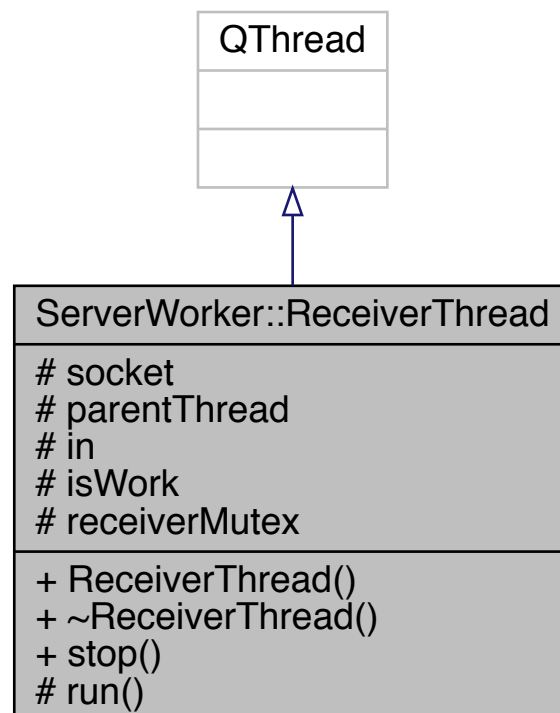 QThread
ServerWorker::ReceiverThread
# socket
# parentThread
# in
# isWork
# receiverMutex
+ ReceiverThread()
+ ~ReceiverThread()
+ stop()
# run()